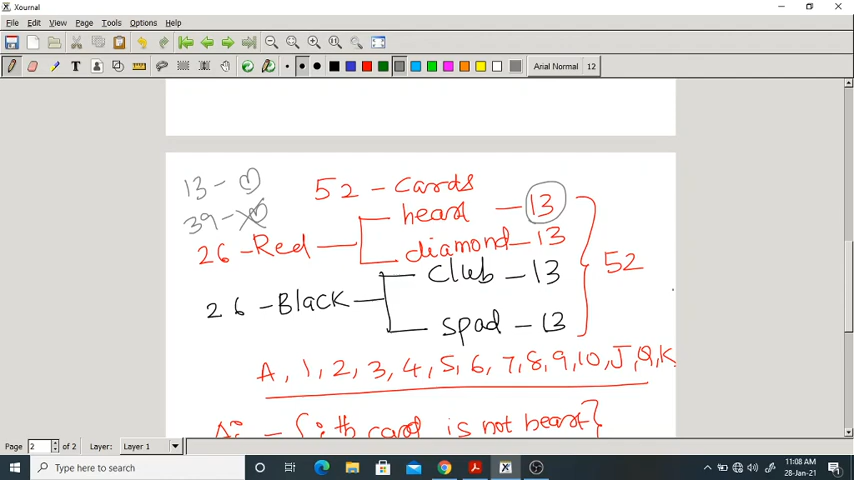 Xournal
File Edit View Page Tools Options Help
Arial Normal 12
13 -
39 -
52 - Cards
heart - 13
26 - Red
diamond - 13
club - 13
52
26 - Black
spad - 13
A, 1, 2, 3, 4, 5, 6, 7, 8, 9, 10, J, Q, K
Ai - { ith card is not heart }
Page 2 of 2 Layer: Layer 1
Type here to search
11:08 AM
28-Jan-21